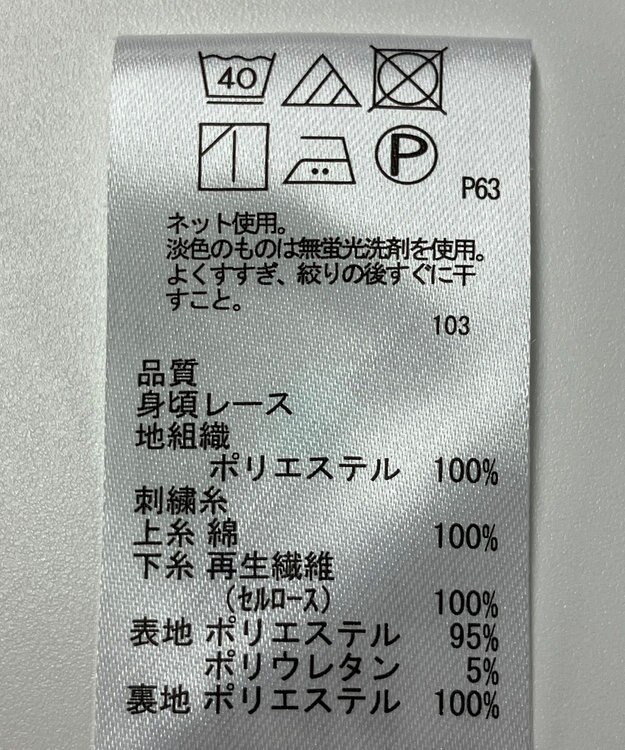 40
P
P63
ネット使用。
淡色のものは無蛍光洗剤を使用。
よくすすぎ、絞りの後すぐに干
すこと。
103
品質
身頃レース
地組織
ポリエステル 100%
刺繍糸
上糸 綿 100%
下糸 再生繊維
(セルロース) 100%
表地 ポリエステル 95%
ポリウレタン 5%
裏地 ポリエステル 100%